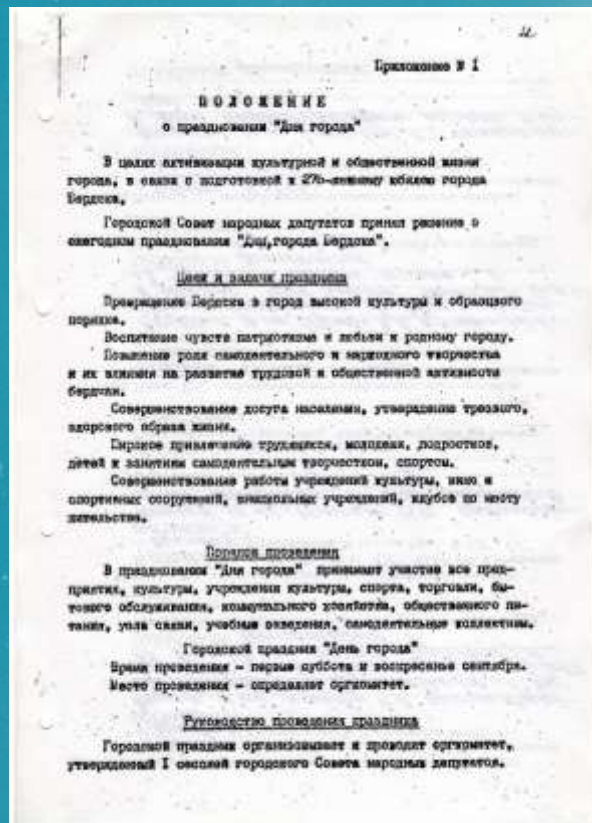 Приложение № 1
ПОЛОЖЕНИЕ
о праздновании "Дня города"
В целях активизации культурной и общественной жизни
города, в связи с подготовкой к 270-летнему юбилею города
Бердска.
Городской Совет народных депутатов принял решение о
ежегодном праздновании "Дня города Бердска".
Цели и задачи праздника
Превращение Бердска в город высокой культуры и образцового
порядка.
Воспитание чувств патриотизма и любви к родному городу.
Повышение роли самодеятельного и народного творчества
и их влияния на развитие трудовой и общественной активности
бердчан.
Совершенствование досуга населения, утверждение трезвого,
здорового образа жизни.
Широкое привлечение трудящихся, молодежи, подростков,
детей к занятиям самодеятельным творчеством, спортом.
Совершенствование работы учреждений культуры, кино и
спортивных сооружений, внешкольных учреждений, клубов по месту
жительства.
Порядок проведения
В праздновании "Дня города" принимают участие все пред-
приятия, культуры, учреждения культуры, спорта, торговли, бы-
тового обслуживания, коммунального хозяйства, общественного пи-
тания, узла связи, учебные заведения, самодеятельные коллективы.
Городской праздник "День города"
Время проведения - первые суббота и воскресенье сентября.
Место проведения - определяет оргкомитет.
Руководство проведения праздника
Городской праздник организовывает и проводит оргкомитет,
утвержденный I сессией городского Совета народных депутатов.